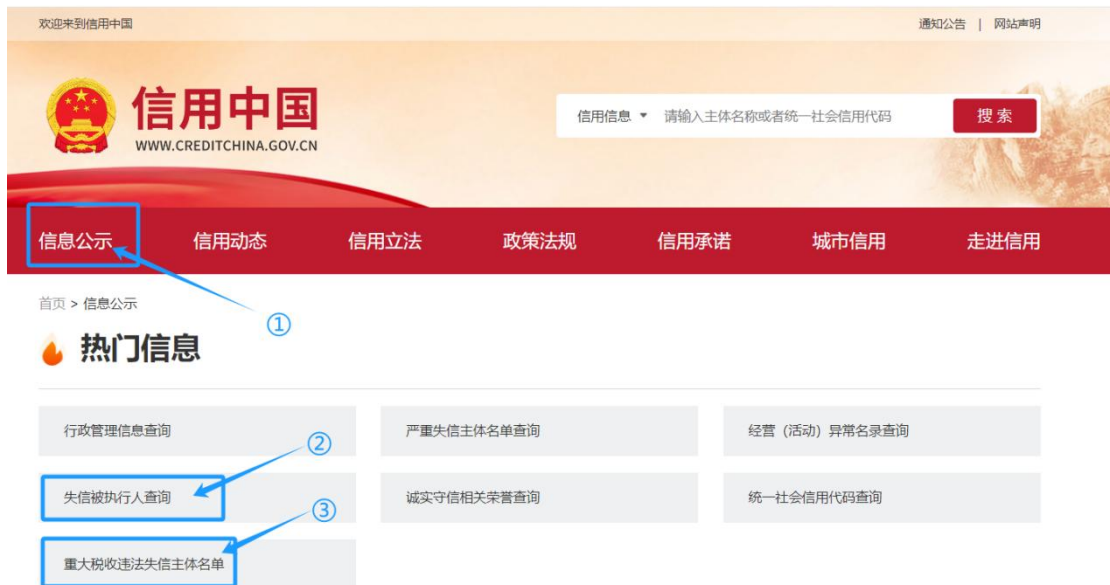 欢迎来到信用中国
通知公告 | 网站声明
信用中国
WWW.CREDITCHINA.GOV.CN
信用信息 请输入主体名称或者统一社会信用代码 搜索
信息公示 信用动态 信用立法 政策法规 信用承诺 城市信用 走进信用
首页 > 信息公示
①
热门信息
行政管理信息查询 严重失信主体名单查询 经营（活动）异常名录查询
②
失信被执行人查询 诚实守信相关荣誉查询 统一社会信用代码查询
③
重大税收违法失信主体名单